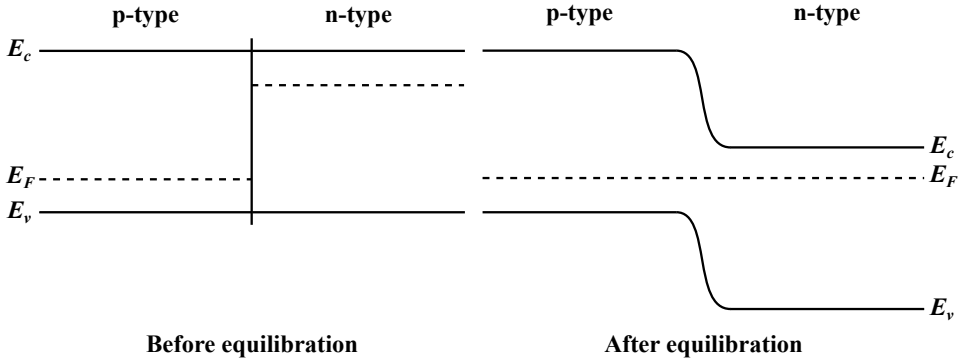 p-type n-type p-type n-type
E_c
E_c
E_F
E_F
E_v
E_v
Before equilibration After equilibration